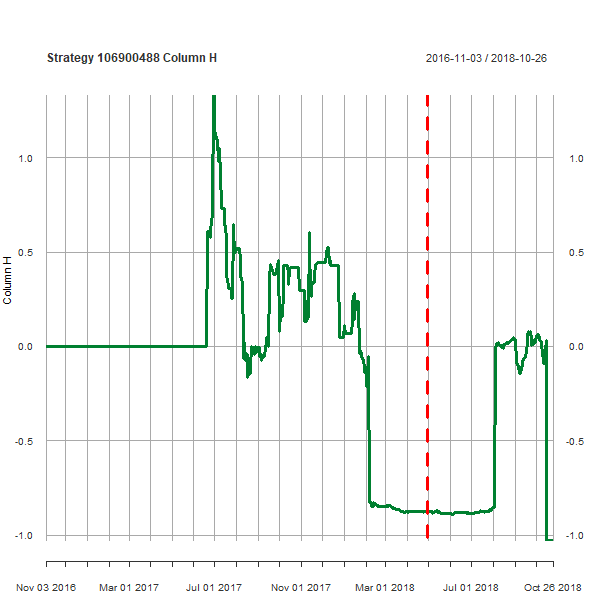 Strategy 106900488 Column H
2016-11-03 / 2018-10-26
1.0 1.0
0.5 0.5
Column H
0.0 0.0
-0.5 -0.5
-1.0 -1.0
Nov 03 2016 Mar 01 2017 Jul 01 2017 Nov 01 2017 Mar 01 2018 Jul 01 2018 Oct 26 2018